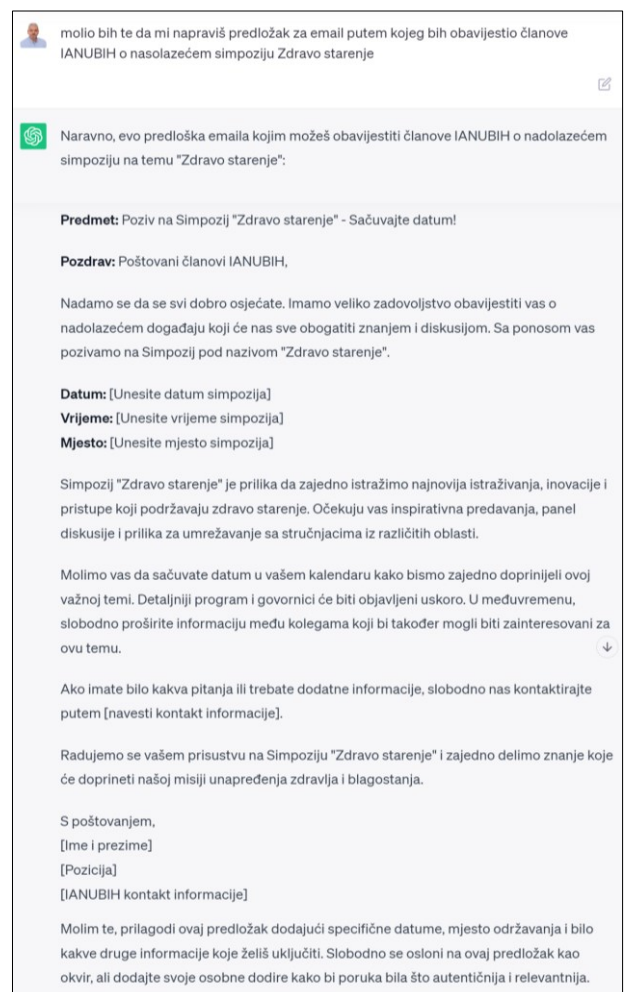 molio bih te da mi napraviš predložak za email putem kojeg bih obavijestio članove
IANUBIH o nasolazećem simpoziju Zdravo starenje
Naravno, evo predloška emaila kojim možeš obavijestiti članove IANUBIH o nadolazećem
simpoziju na temu "Zdravo starenje":
Predmet: Poziv na Simpozij "Zdravo starenje" - Sačuvajte datum!
Pozdrav: Poštovani članovi IANUBIH,
Nadamo se da se svi dobro osjećate. Imamo veliko zadovoljstvo obavijestiti vas o
nadolazećem događaju koji će nas sve obogatiti znanjem i diskusijom. Sa ponosom vas
pozivamo na Simpozij pod nazivom "Zdravo starenje".
Datum: [Unesite datum simpozija]
Vrijeme: [Unesite vrijeme simpozija]
Mjesto: [Unesite mjesto simpozija]
Simpozij "Zdravo starenje" je prilika da zajedno istražimo najnovija istraživanja, inovacije i
pristupe koji podržavaju zdravo starenje. Očekuju vas inspirativna predavanja, panel
diskusije i prilika za umrežavanje sa stručnjacima iz različitih oblasti.
Molimo vas da sačuvate datum u vašem kalendaru kako bismo zajedno doprinijeli ovoj
važnoj temi. Detaljniji program i govornici će biti objavljeni uskoro. U međuvremenu,
slobodno proširite informaciju među kolegama koji bi također mogli biti zainteresovani za
ovu temu.
Ako imate bilo kakva pitanja ili trebate dodatne informacije, slobodno nas kontaktirajte
putem [navesti kontakt informacije].
Radujemo se vašem prisustvu na Simpoziju "Zdravo starenje" i zajedno delimo znanje koje
će doprineti našoj misiji unapređenja zdravlja i blagostanja.
S poštovanjem,
[Ime i prezime]
[Pozicija]
[IANUBIH kontakt informacije]
Molim te, prilagodi ovaj predložak dodajući specifične datume, mjesto održavanja i bilo
kakve druge informacije koje želiš uključiti. Slobodno se osloni na ovaj predložak kao
okvir, ali dodajte svoje osobne dodire kako bi poruka bila što autentičnija i relevantnija.